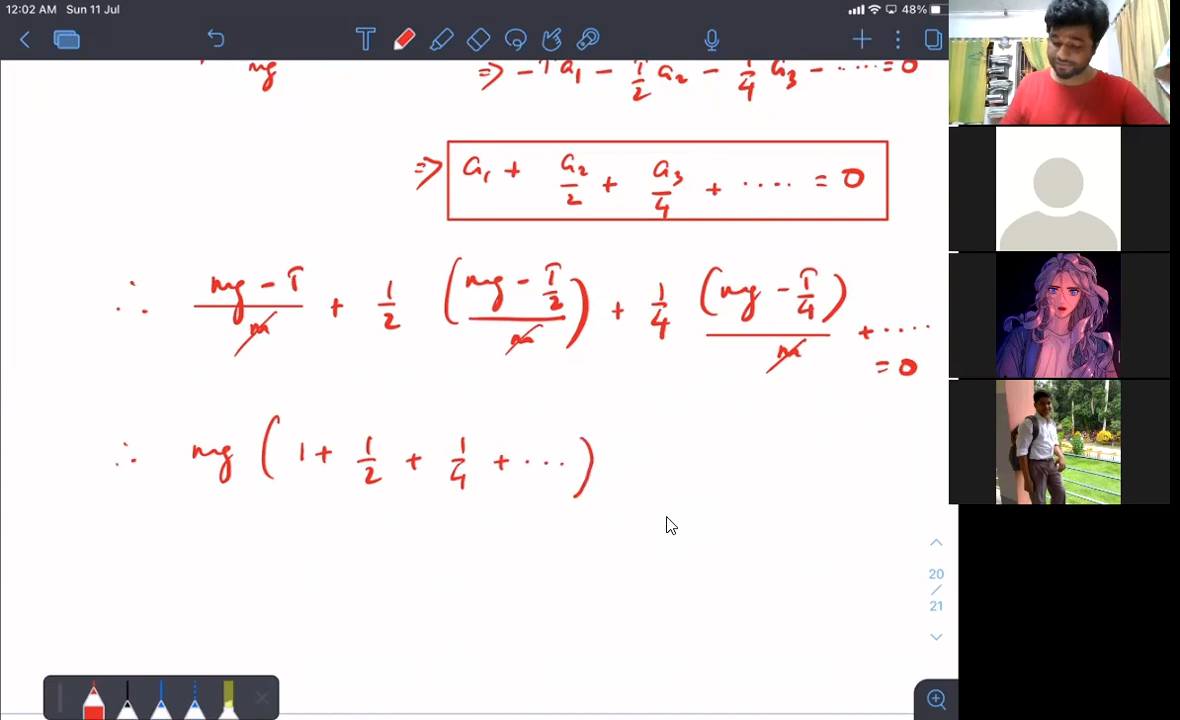 12:02 AM Sun 11 Jul 48%
mg
=> - T a₁ - T/2 a₂ - 1/4 a₃ - ····· = 0
=> a₁ + a₂/2 + a₃/4 + ····· = 0
∴ (mg - T)/m + 1/2 (mg - T/2)/m + 1/4 (mg - T/4)/m + ·····
= 0
∴ mg ( 1 + 1/2 + 1/4 + ··· )
20
/
21